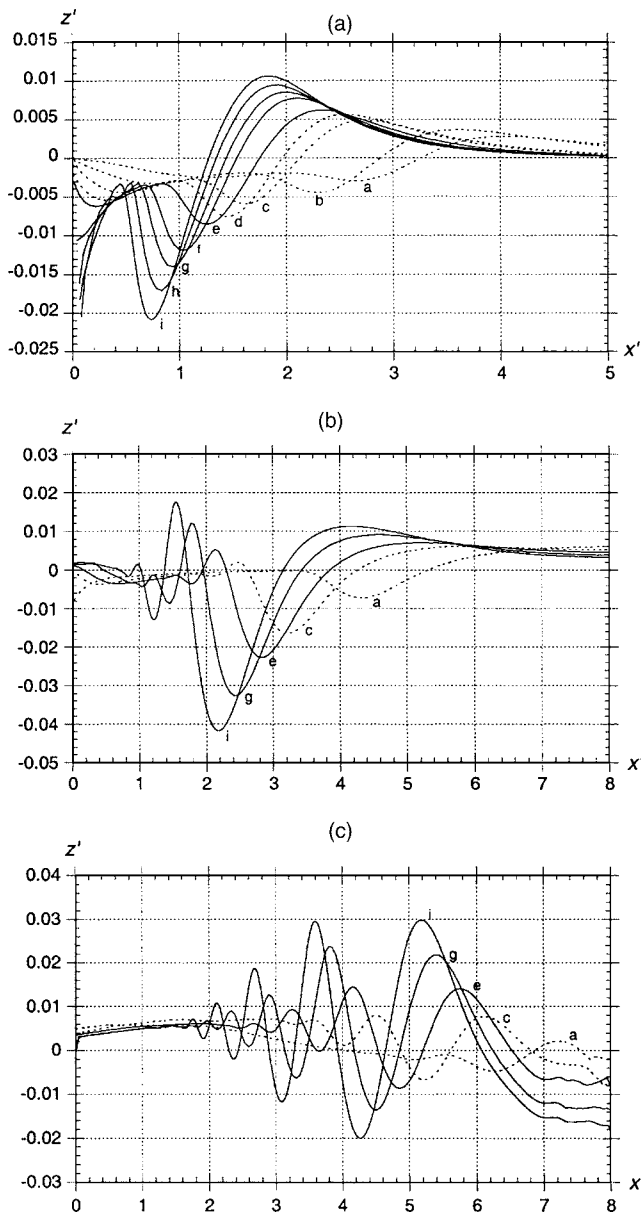 (a)
z'
0.015
0.01
0.005
0
-0.005
-0.01
-0.015
-0.02
-0.025
a
b
c
d
e
f
g
h
i
0 1 2 3 4 5
x'
(b)
z'
0.03
0.02
0.01
0
-0.01
-0.02
-0.03
-0.04
-0.05
a
c
e
g
i
0 1 2 3 4 5 6 7 8
x'
(c)
z'
0.04
0.03
0.02
0.01
0
-0.01
-0.02
-0.03
i
g
e
c
a
0 1 2 3 4 5 6 7 8
x